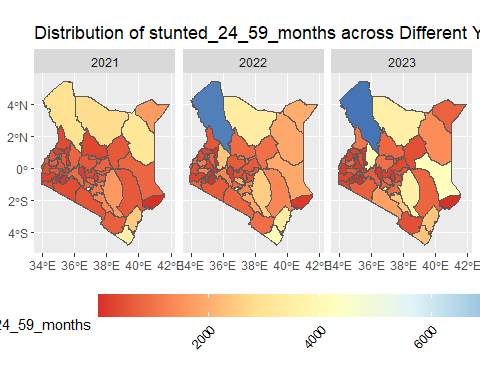 Distribution of stunted_24_59_months across Different Y
2021
2022
2023
4°N
2°N
0°
2°S
4°S
34°E 36°E 38°E 40°E 42°E
34°E 36°E 38°E 40°E 42°E
34°E 36°E 38°E 40°E 42°E
24_59_months
2000
4000
6000